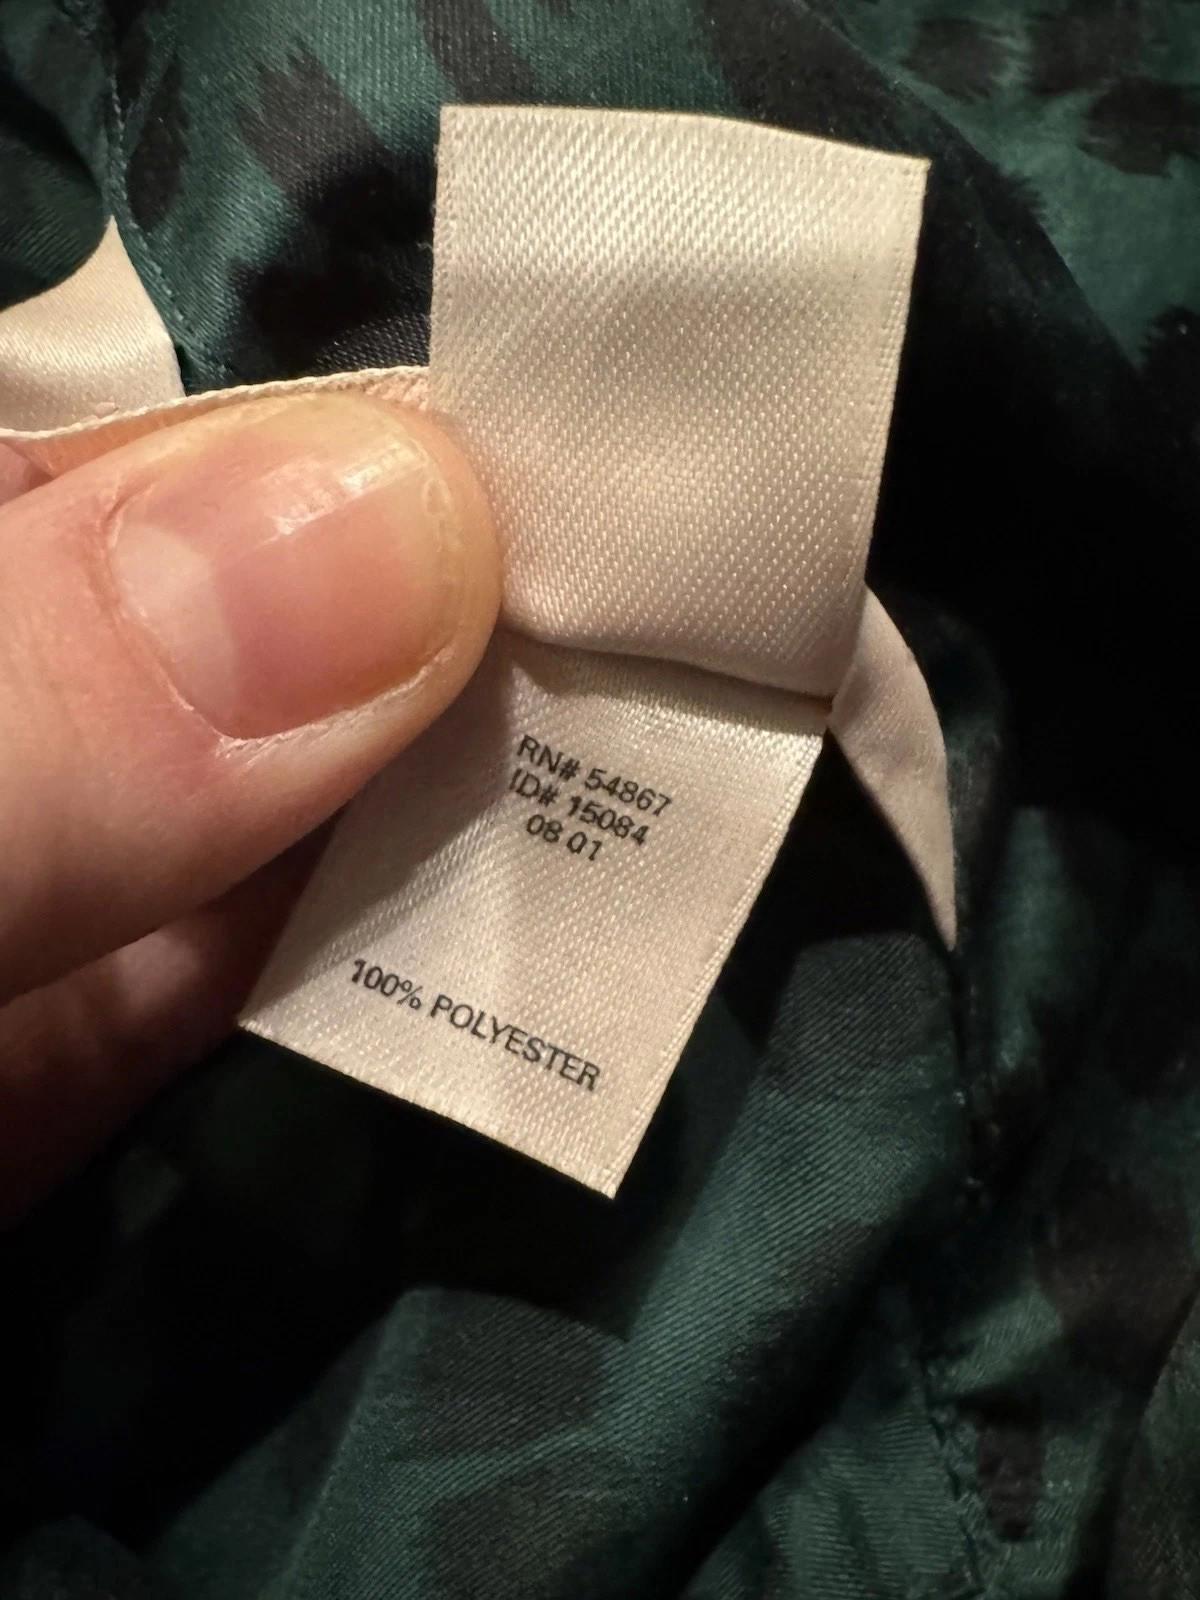 RN# 54867
ID# 15084
08 01
100% POLYESTER